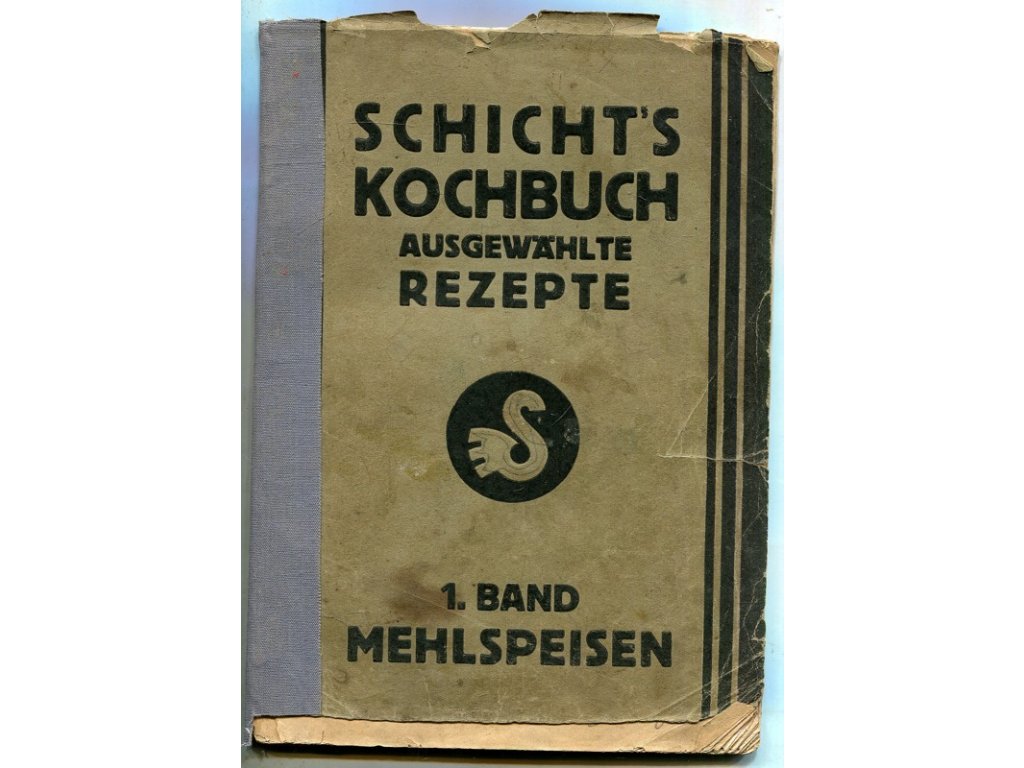 SCHICHT'S
KOCHBUCH
AUSGEWÄHLTE
REZEPTE
1. BAND
MEHLSPEISEN